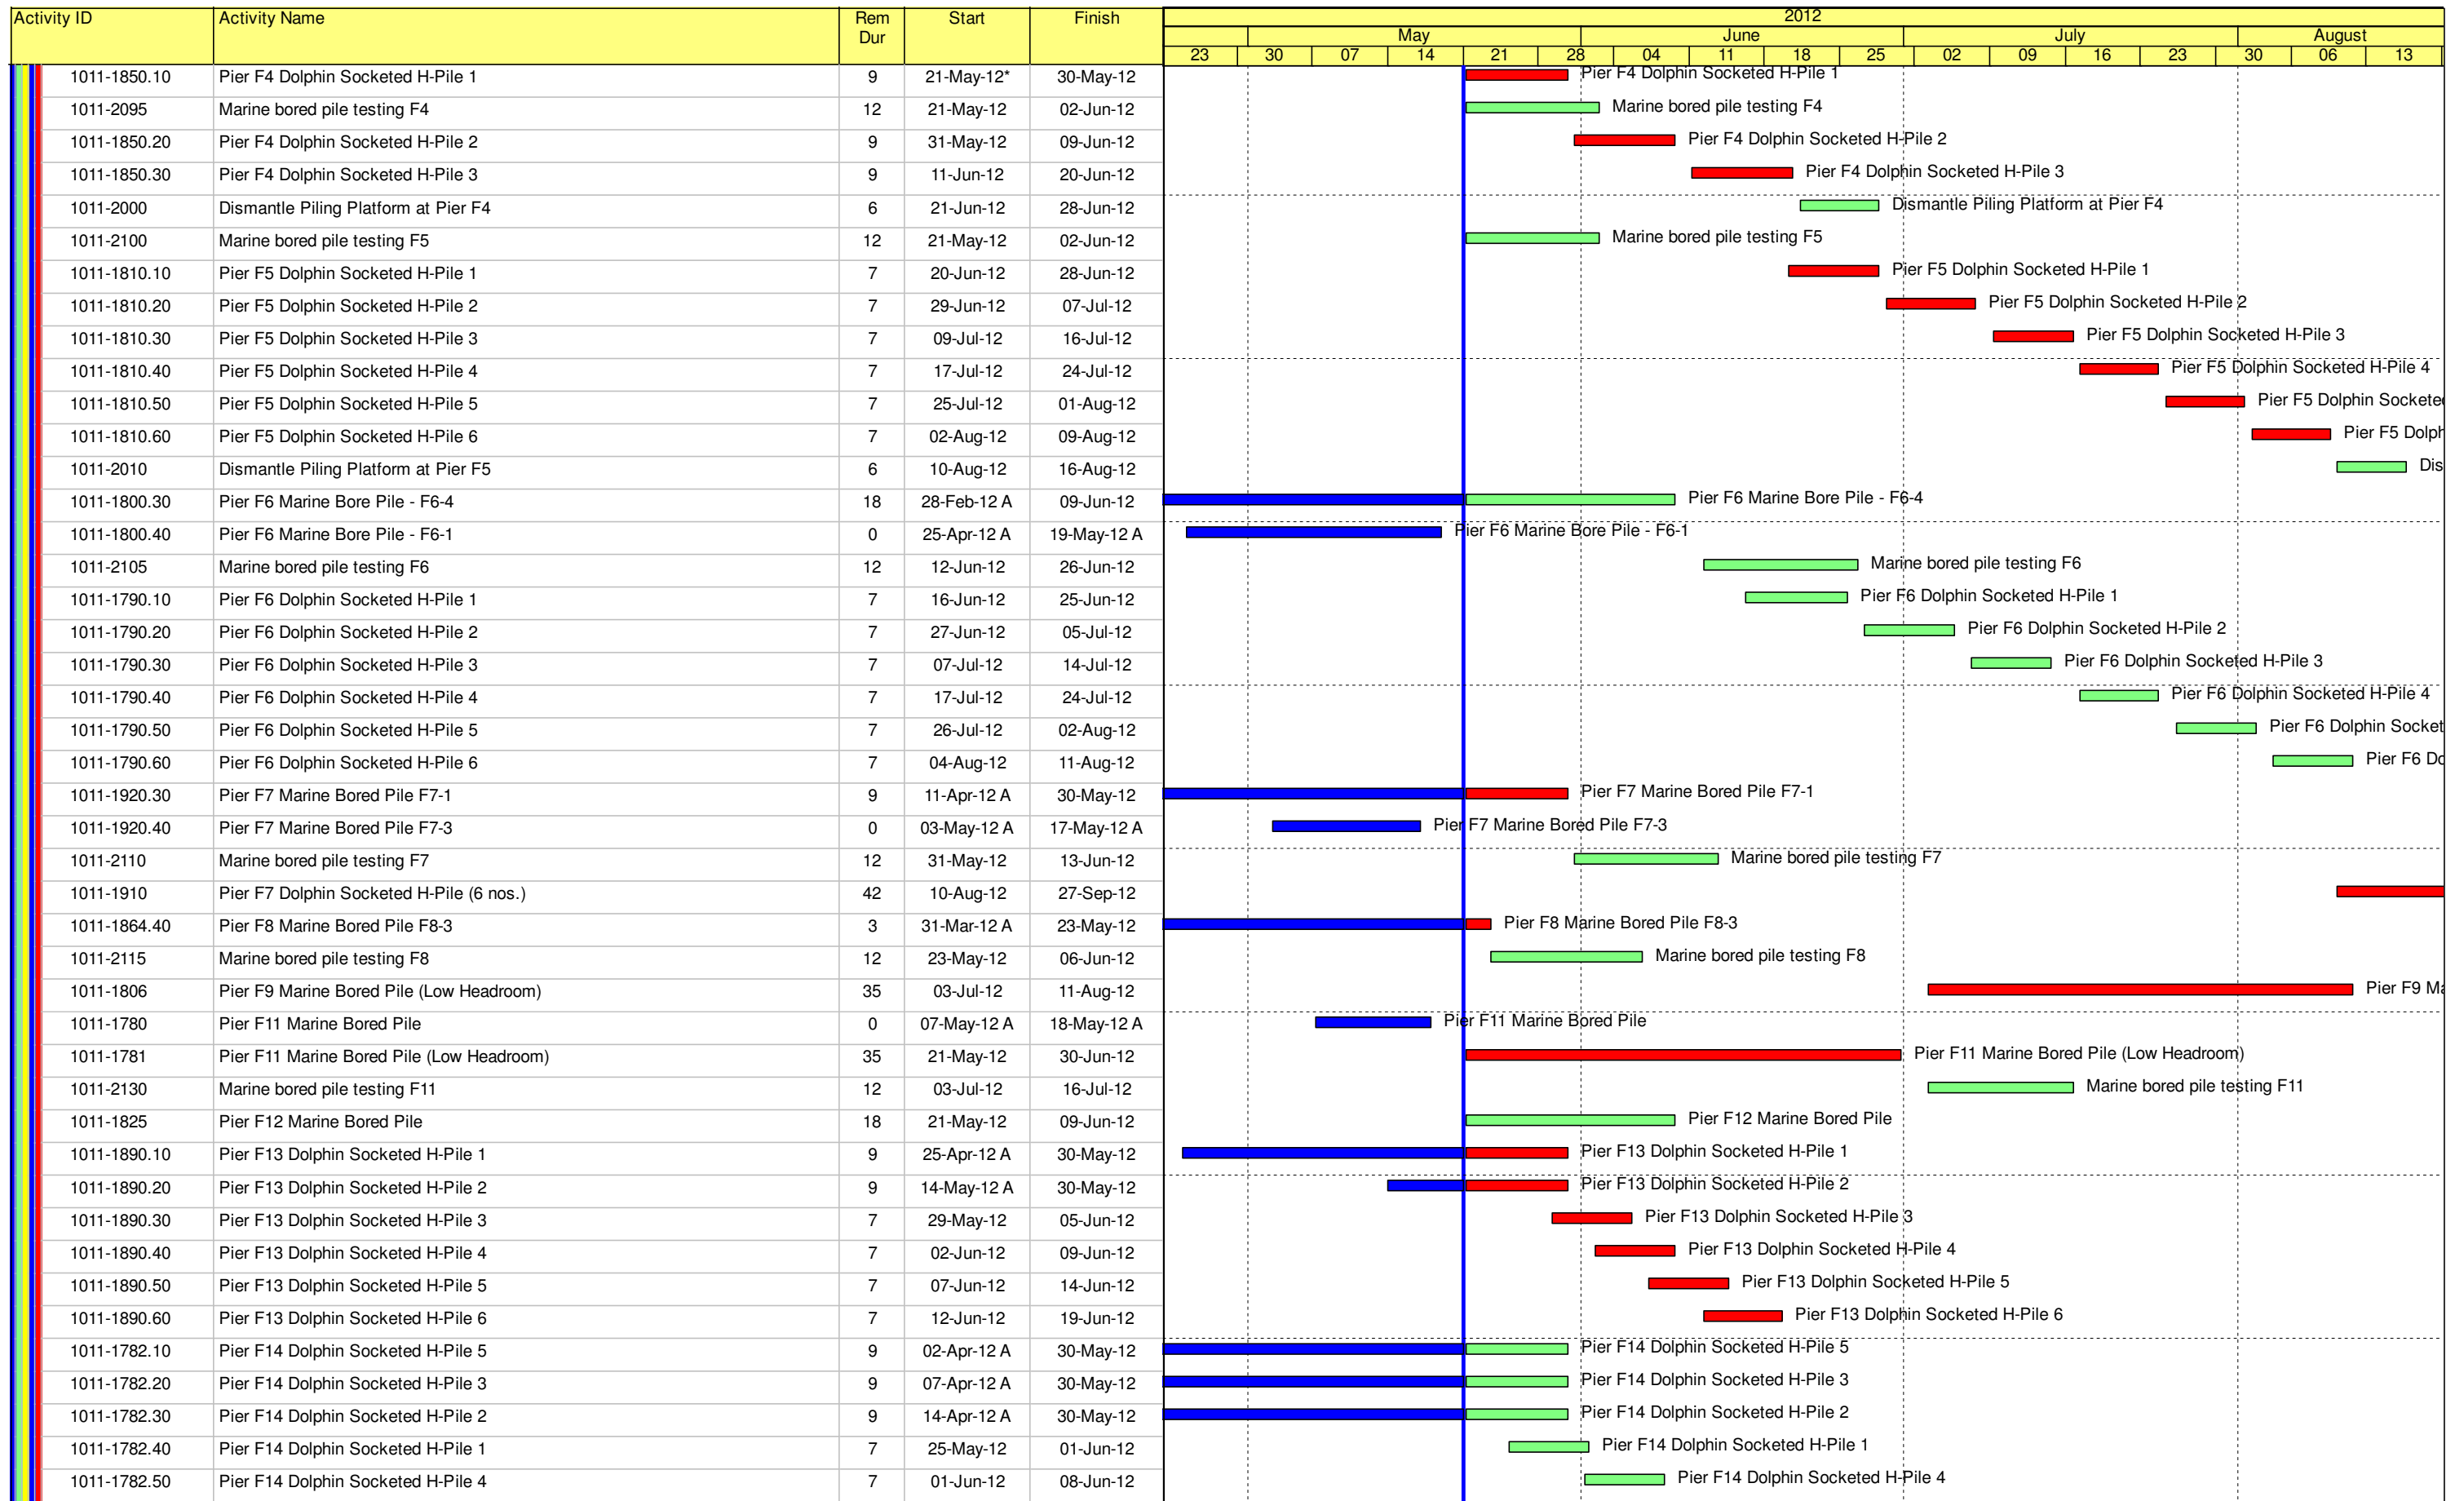 Activity ID Activity Name Rem Dur Start Finish 2012
May June July August
23 30 07 14 21 28 04 11 18 25 02 09 16 23 30 06 13
1011-1850.10 Pier F4 Dolphin Socketed H-Pile 1 9 21-May-12* 30-May-12 Pier F4 Dolphin Socketed H-Pile 1
1011-2095 Marine bored pile testing F4 12 21-May-12 02-Jun-12 Marine bored pile testing F4
1011-1850.20 Pier F4 Dolphin Socketed H-Pile 2 9 31-May-12 09-Jun-12 Pier F4 Dolphin Socketed H-Pile 2
1011-1850.30 Pier F4 Dolphin Socketed H-Pile 3 9 11-Jun-12 20-Jun-12 Pier F4 Dolphin Socketed H-Pile 3
1011-2000 Dismantle Piling Platform at Pier F4 6 21-Jun-12 28-Jun-12 Dismantle Piling Platform at Pier F4
1011-2100 Marine bored pile testing F5 12 21-May-12 02-Jun-12 Marine bored pile testing F5
1011-1810.10 Pier F5 Dolphin Socketed H-Pile 1 7 20-Jun-12 28-Jun-12 Pier F5 Dolphin Socketed H-Pile 1
1011-1810.20 Pier F5 Dolphin Socketed H-Pile 2 7 29-Jun-12 07-Jul-12 Pier F5 Dolphin Socketed H-Pile 2
1011-1810.30 Pier F5 Dolphin Socketed H-Pile 3 7 09-Jul-12 16-Jul-12 Pier F5 Dolphin Socketed H-Pile 3
1011-1810.40 Pier F5 Dolphin Socketed H-Pile 4 7 17-Jul-12 24-Jul-12 Pier F5 Dolphin Socketed H-Pile 4
1011-1810.50 Pier F5 Dolphin Socketed H-Pile 5 7 25-Jul-12 01-Aug-12 Pier F5 Dolphin Socketed
1011-1810.60 Pier F5 Dolphin Socketed H-Pile 6 7 02-Aug-12 09-Aug-12 Pier F5 Dolph
1011-2010 Dismantle Piling Platform at Pier F5 6 10-Aug-12 16-Aug-12 Dis
1011-1800.30 Pier F6 Marine Bore Pile - F6-4 18 28-Feb-12 A 09-Jun-12 Pier F6 Marine Bore Pile - F6-4
1011-1800.40 Pier F6 Marine Bore Pile - F6-1 0 25-Apr-12 A 19-May-12 A Pier F6 Marine Bore Pile - F6-1
1011-2105 Marine bored pile testing F6 12 12-Jun-12 26-Jun-12 Marine bored pile testing F6
1011-1790.10 Pier F6 Dolphin Socketed H-Pile 1 7 16-Jun-12 25-Jun-12 Pier F6 Dolphin Socketed H-Pile 1
1011-1790.20 Pier F6 Dolphin Socketed H-Pile 2 7 27-Jun-12 05-Jul-12 Pier F6 Dolphin Socketed H-Pile 2
1011-1790.30 Pier F6 Dolphin Socketed H-Pile 3 7 07-Jul-12 14-Jul-12 Pier F6 Dolphin Socketed H-Pile 3
1011-1790.40 Pier F6 Dolphin Socketed H-Pile 4 7 17-Jul-12 24-Jul-12 Pier F6 Dolphin Socketed H-Pile 4
1011-1790.50 Pier F6 Dolphin Socketed H-Pile 5 7 26-Jul-12 02-Aug-12 Pier F6 Dolphin Socket
1011-1790.60 Pier F6 Dolphin Socketed H-Pile 6 7 04-Aug-12 11-Aug-12 Pier F6 Do
1011-1920.30 Pier F7 Marine Bored Pile F7-1 9 11-Apr-12 A 30-May-12 Pier F7 Marine Bored Pile F7-1
1011-1920.40 Pier F7 Marine Bored Pile F7-3 0 03-May-12 A 17-May-12 A Pier F7 Marine Bored Pile F7-3
1011-2110 Marine bored pile testing F7 12 31-May-12 13-Jun-12 Marine bored pile testing F7
1011-1910 Pier F7 Dolphin Socketed H-Pile (6 nos.) 42 10-Aug-12 27-Sep-12
1011-1864.40 Pier F8 Marine Bored Pile F8-3 3 31-Mar-12 A 23-May-12 Pier F8 Marine Bored Pile F8-3
1011-2115 Marine bored pile testing F8 12 23-May-12 06-Jun-12 Marine bored pile testing F8
1011-1806 Pier F9 Marine Bored Pile (Low Headroom) 35 03-Jul-12 11-Aug-12 Pier F9 Ma
1011-1780 Pier F11 Marine Bored Pile 0 07-May-12 A 18-May-12 A Pier F11 Marine Bored Pile
1011-1781 Pier F11 Marine Bored Pile (Low Headroom) 35 21-May-12 30-Jun-12 Pier F11 Marine Bored Pile (Low Headroom)
1011-2130 Marine bored pile testing F11 12 03-Jul-12 16-Jul-12 Marine bored pile testing F11
1011-1825 Pier F12 Marine Bored Pile 18 21-May-12 09-Jun-12 Pier F12 Marine Bored Pile
1011-1890.10 Pier F13 Dolphin Socketed H-Pile 1 9 25-Apr-12 A 30-May-12 Pier F13 Dolphin Socketed H-Pile 1
1011-1890.20 Pier F13 Dolphin Socketed H-Pile 2 9 14-May-12 A 30-May-12 Pier F13 Dolphin Socketed H-Pile 2
1011-1890.30 Pier F13 Dolphin Socketed H-Pile 3 7 29-May-12 05-Jun-12 Pier F13 Dolphin Socketed H-Pile 3
1011-1890.40 Pier F13 Dolphin Socketed H-Pile 4 7 02-Jun-12 09-Jun-12 Pier F13 Dolphin Socketed H-Pile 4
1011-1890.50 Pier F13 Dolphin Socketed H-Pile 5 7 07-Jun-12 14-Jun-12 Pier F13 Dolphin Socketed H-Pile 5
1011-1890.60 Pier F13 Dolphin Socketed H-Pile 6 7 12-Jun-12 19-Jun-12 Pier F13 Dolphin Socketed H-Pile 6
1011-1782.10 Pier F14 Dolphin Socketed H-Pile 5 9 02-Apr-12 A 30-May-12 Pier F14 Dolphin Socketed H-Pile 5
1011-1782.20 Pier F14 Dolphin Socketed H-Pile 3 9 07-Apr-12 A 30-May-12 Pier F14 Dolphin Socketed H-Pile 3
1011-1782.30 Pier F14 Dolphin Socketed H-Pile 2 9 14-Apr-12 A 30-May-12 Pier F14 Dolphin Socketed H-Pile 2
1011-1782.40 Pier F14 Dolphin Socketed H-Pile 1 7 25-May-12 01-Jun-12 Pier F14 Dolphin Socketed H-Pile 1
1011-1782.50 Pier F14 Dolphin Socketed H-Pile 4 7 01-Jun-12 08-Jun-12 Pier F14 Dolphin Socketed H-Pile 4